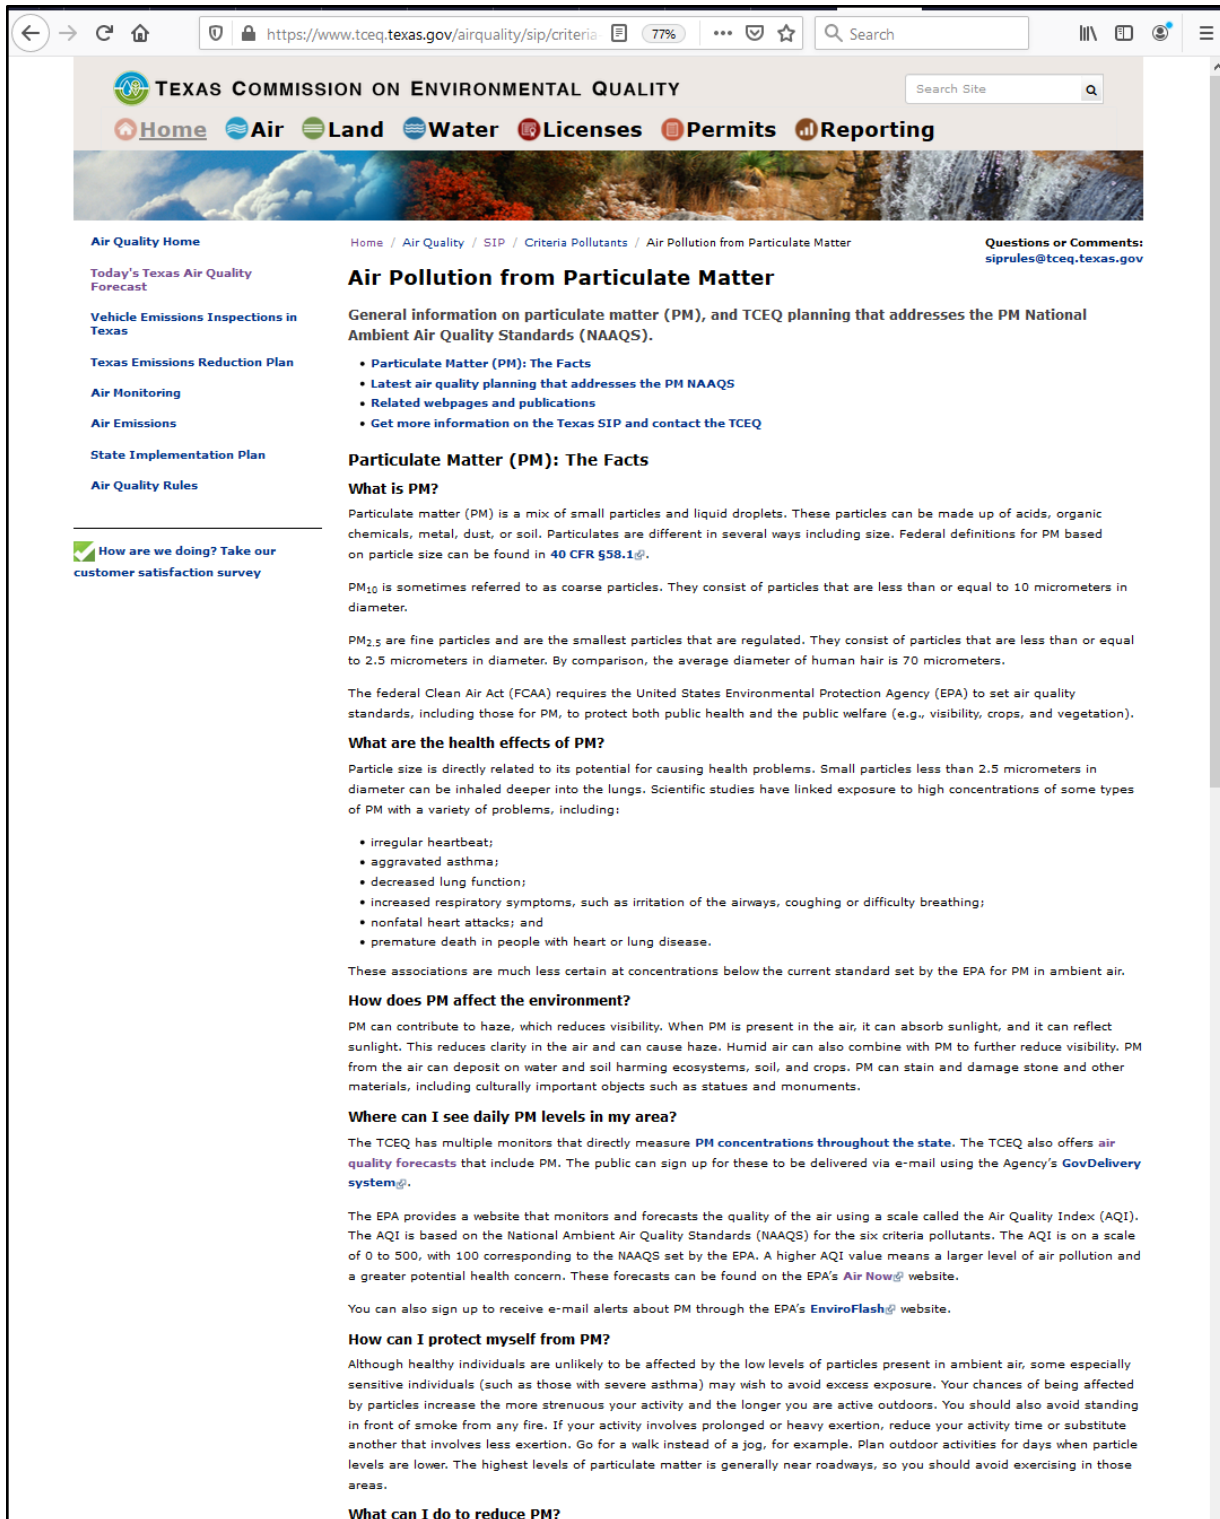 https://www.tceq.texas.gov/airquality/sip/criteria
77%
Search
TEXAS COMMISSION ON ENVIRONMENTAL QUALITY
Search Site
Home Air Land Water Licenses Permits Reporting
Air Quality Home
Today's Texas Air Quality
Forecast
Vehicle Emissions Inspections in
Texas
Texas Emissions Reduction Plan
Air Monitoring
Air Emissions
State Implementation Plan
Air Quality Rules
How are we doing? Take our
customer satisfaction survey
Home / Air Quality / SIP / Criteria Pollutants / Air Pollution from Particulate Matter
Questions or Comments:
siprules@tceq.texas.gov
Air Pollution from Particulate Matter
General information on particulate matter (PM), and TCEQ planning that addresses the PM National
Ambient Air Quality Standards (NAAQS).
• Particulate Matter (PM): The Facts
• Latest air quality planning that addresses the PM NAAQS
• Related webpages and publications
• Get more information on the Texas SIP and contact the TCEQ
Particulate Matter (PM): The Facts
What is PM?
Particulate matter (PM) is a mix of small particles and liquid droplets. These particles can be made up of acids, organic
chemicals, metal, dust, or soil. Particulates are different in several ways including size. Federal definitions for PM based
on particle size can be found in 40 CFR §58.1.
PM10 is sometimes referred to as coarse particles. They consist of particles that are less than or equal to 10 micrometers in
diameter.
PM2.5 are fine particles and are the smallest particles that are regulated. They consist of particles that are less than or equal
to 2.5 micrometers in diameter. By comparison, the average diameter of human hair is 70 micrometers.
The federal Clean Air Act (FCAA) requires the United States Environmental Protection Agency (EPA) to set air quality
standards, including those for PM, to protect both public health and the public welfare (e.g., visibility, crops, and vegetation).
What are the health effects of PM?
Particle size is directly related to its potential for causing health problems. Small particles less than 2.5 micrometers in
diameter can be inhaled deeper into the lungs. Scientific studies have linked exposure to high concentrations of some types
of PM with a variety of problems, including:
• irregular heartbeat;
• aggravated asthma;
• decreased lung function;
• increased respiratory symptoms, such as irritation of the airways, coughing or difficulty breathing;
• nonfatal heart attacks; and
• premature death in people with heart or lung disease.
These associations are much less certain at concentrations below the current standard set by the EPA for PM in ambient air.
How does PM affect the environment?
PM can contribute to haze, which reduces visibility. When PM is present in the air, it can absorb sunlight, and it can reflect
sunlight. This reduces clarity in the air and can cause haze. Humid air can also combine with PM to further reduce visibility. PM
from the air can deposit on water and soil harming ecosystems, soil, and crops. PM can stain and damage stone and other
materials, including culturally important objects such as statues and monuments.
Where can I see daily PM levels in my area?
The TCEQ has multiple monitors that directly measure PM concentrations throughout the state. The TCEQ also offers air
quality forecasts that include PM. The public can sign up for these to be delivered via e-mail using the Agency's GovDelivery
system.
The EPA provides a website that monitors and forecasts the quality of the air using a scale called the Air Quality Index (AQI).
The AQI is based on the National Ambient Air Quality Standards (NAAQS) for the six criteria pollutants. The AQI is on a scale
of 0 to 500, with 100 corresponding to the NAAQS set by the EPA. A higher AQI value means a larger level of air pollution and
a greater potential health concern. These forecasts can be found on the EPA's Air Now website.
You can also sign up to receive e-mail alerts about PM through the EPA's EnviroFlash website.
How can I protect myself from PM?
Although healthy individuals are unlikely to be affected by the low levels of particles present in ambient air, some especially
sensitive individuals (such as those with severe asthma) may wish to avoid excess exposure. Your chances of being affected
by particles increase the more strenuous your activity and the longer you are active outdoors. You should also avoid standing
in front of smoke from any fire. If your activity involves prolonged or heavy exertion, reduce your activity time or substitute
another that involves less exertion. Go for a walk instead of a jog, for example. Plan outdoor activities for days when particle
levels are lower. The highest levels of particulate matter is generally near roadways, so you should avoid exercising in those
areas.
What can I do to reduce PM?